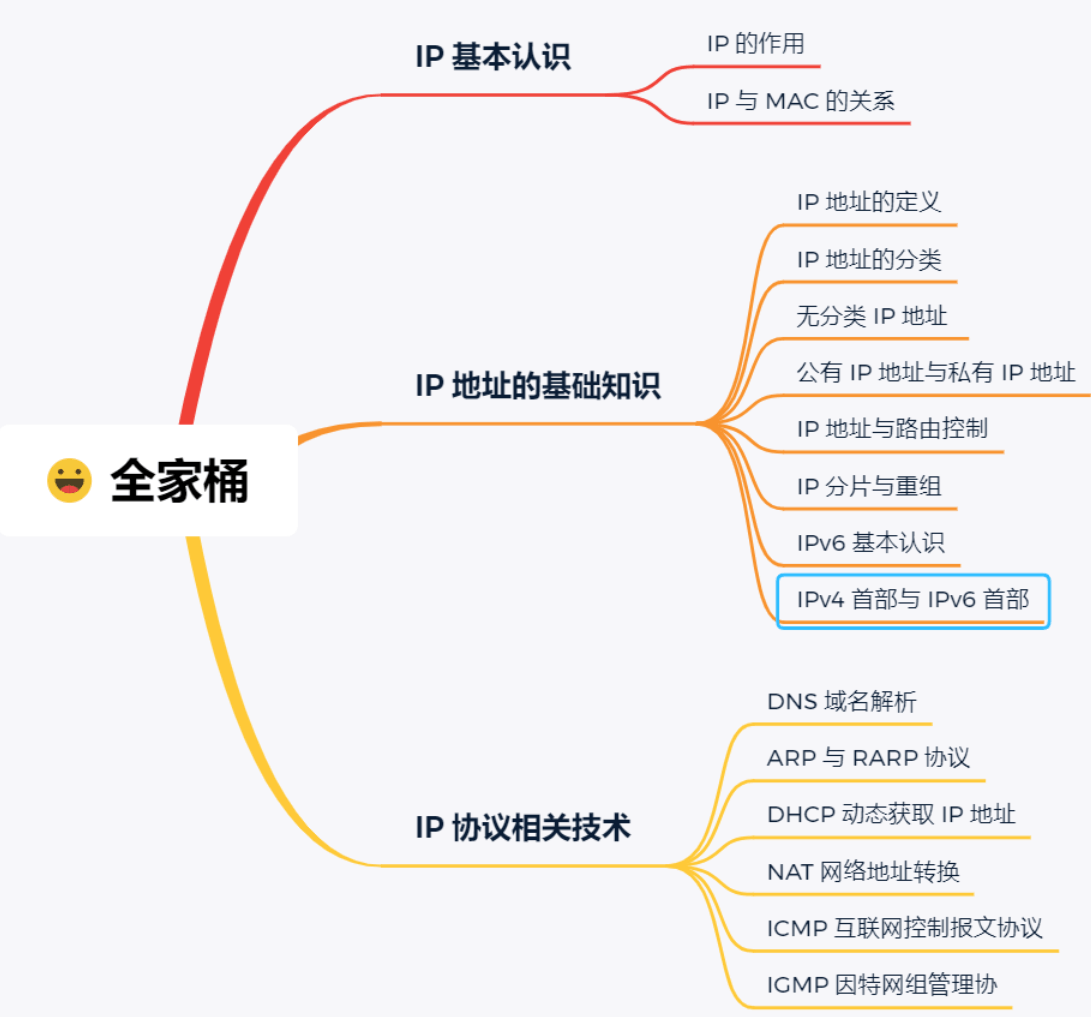 IP 基本认识
IP 的作用
IP 与 MAC 的关系
IP 地址的基础知识
IP 地址的定义
IP 地址的分类
无分类 IP 地址
公有 IP 地址与私有 IP 地址
IP 地址与路由控制
IP 分片与重组
IPv6 基本认识
IPv4 首部与 IPv6 首部
全家桶
IP 协议相关技术
DNS 域名解析
ARP 与 RARP 协议
DHCP 动态获取 IP 地址
NAT 网络地址转换
ICMP 互联网控制报文协议
IGMP 因特网组管理协